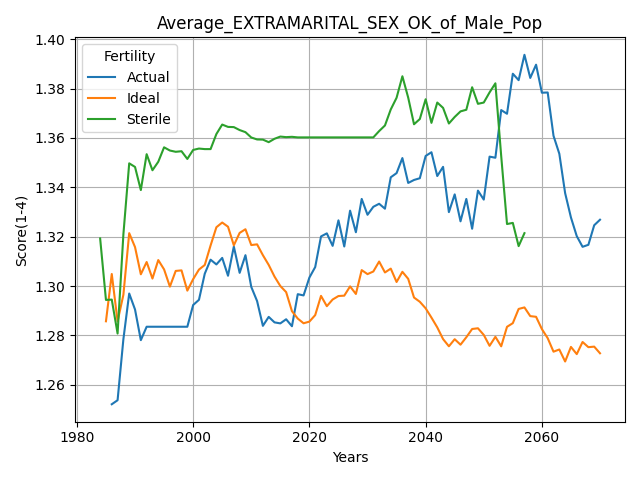 Average_EXTRAMARITAL_SEX_OK_of_Male_Pop
Fertility
Actual
Ideal
Sterile
Score(1-4)
1.40
1.38
1.36
1.34
1.32
1.30
1.28
1.26
1980
2000
2020
2040
2060
Years